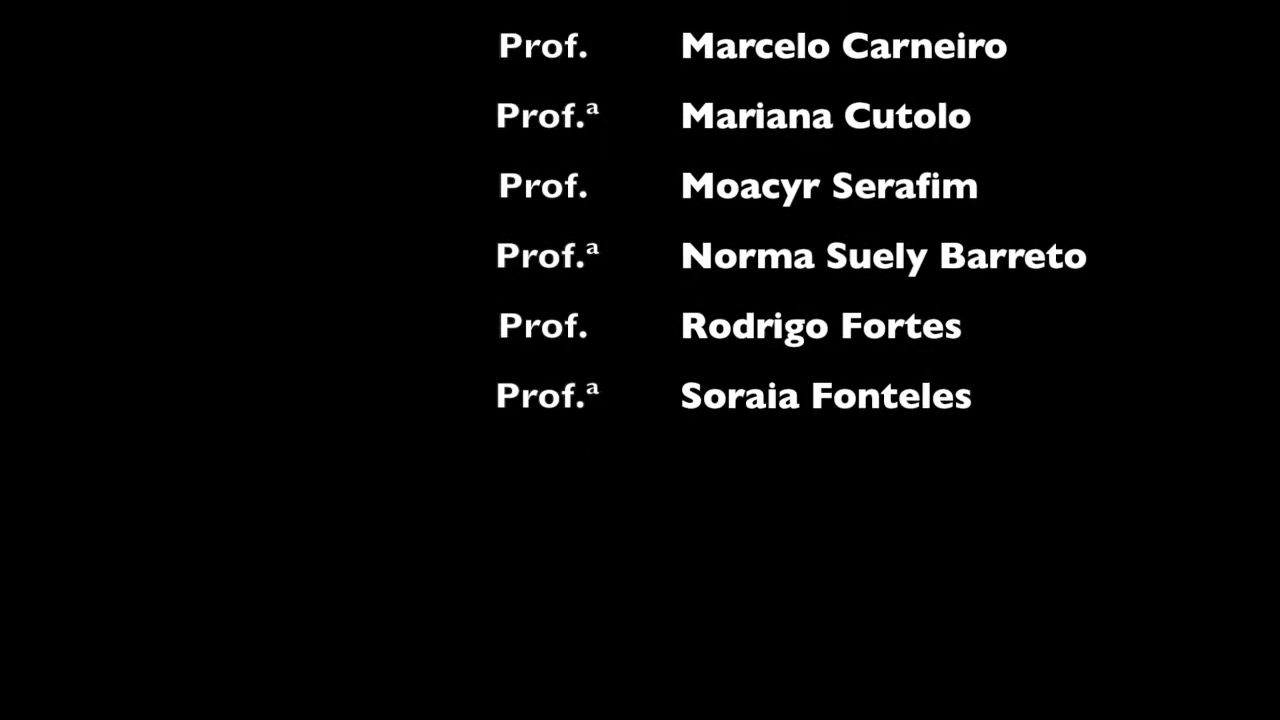 Prof. Marcelo Carneiro
Prof.ª Mariana Cutolo
Prof. Moacyr Serafim
Prof.ª Norma Suely Barreto
Prof. Rodrigo Fortes
Prof.ª Soraia Fonteles